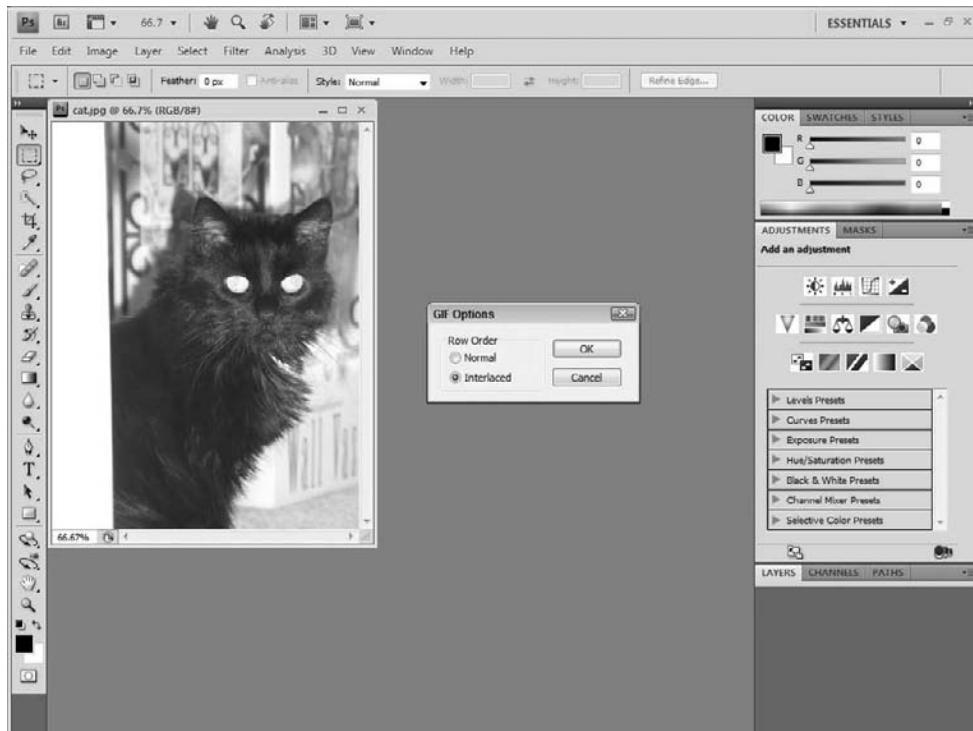 Ps Br 66.7 ESSENTIALS
File Edit Image Layer Select Filter Analysis 3D View Window Help
Feather: 0 px Anti-alias Style: Normal Width: Height: Refine Edge...
Ps cat.jpg @ 66.7% (RGB/8#)
COLOR SWATCHES STYLES
R 0
G 0
B 0
ADJUSTMENTS MASKS
Add an adjustment
GIF Options
Row Order
Normal
Interlaced
OK
Cancel
Levels Presets
Curves Presets
Exposure Presets
Hue/Saturation Presets
Black & White Presets
Channel Mixer Presets
Selective Color Presets
66.67%
LAYERS CHANNELS PATHS